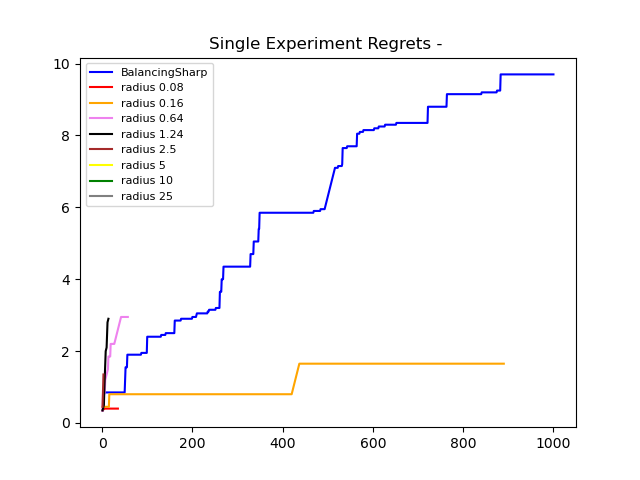 Single Experiment Regrets -
10
8
6
4
2
0
BalancingSharp
radius 0.08
radius 0.16
radius 0.64
radius 1.24
radius 2.5
radius 5
radius 10
radius 25
0 200 400 600 800 1000